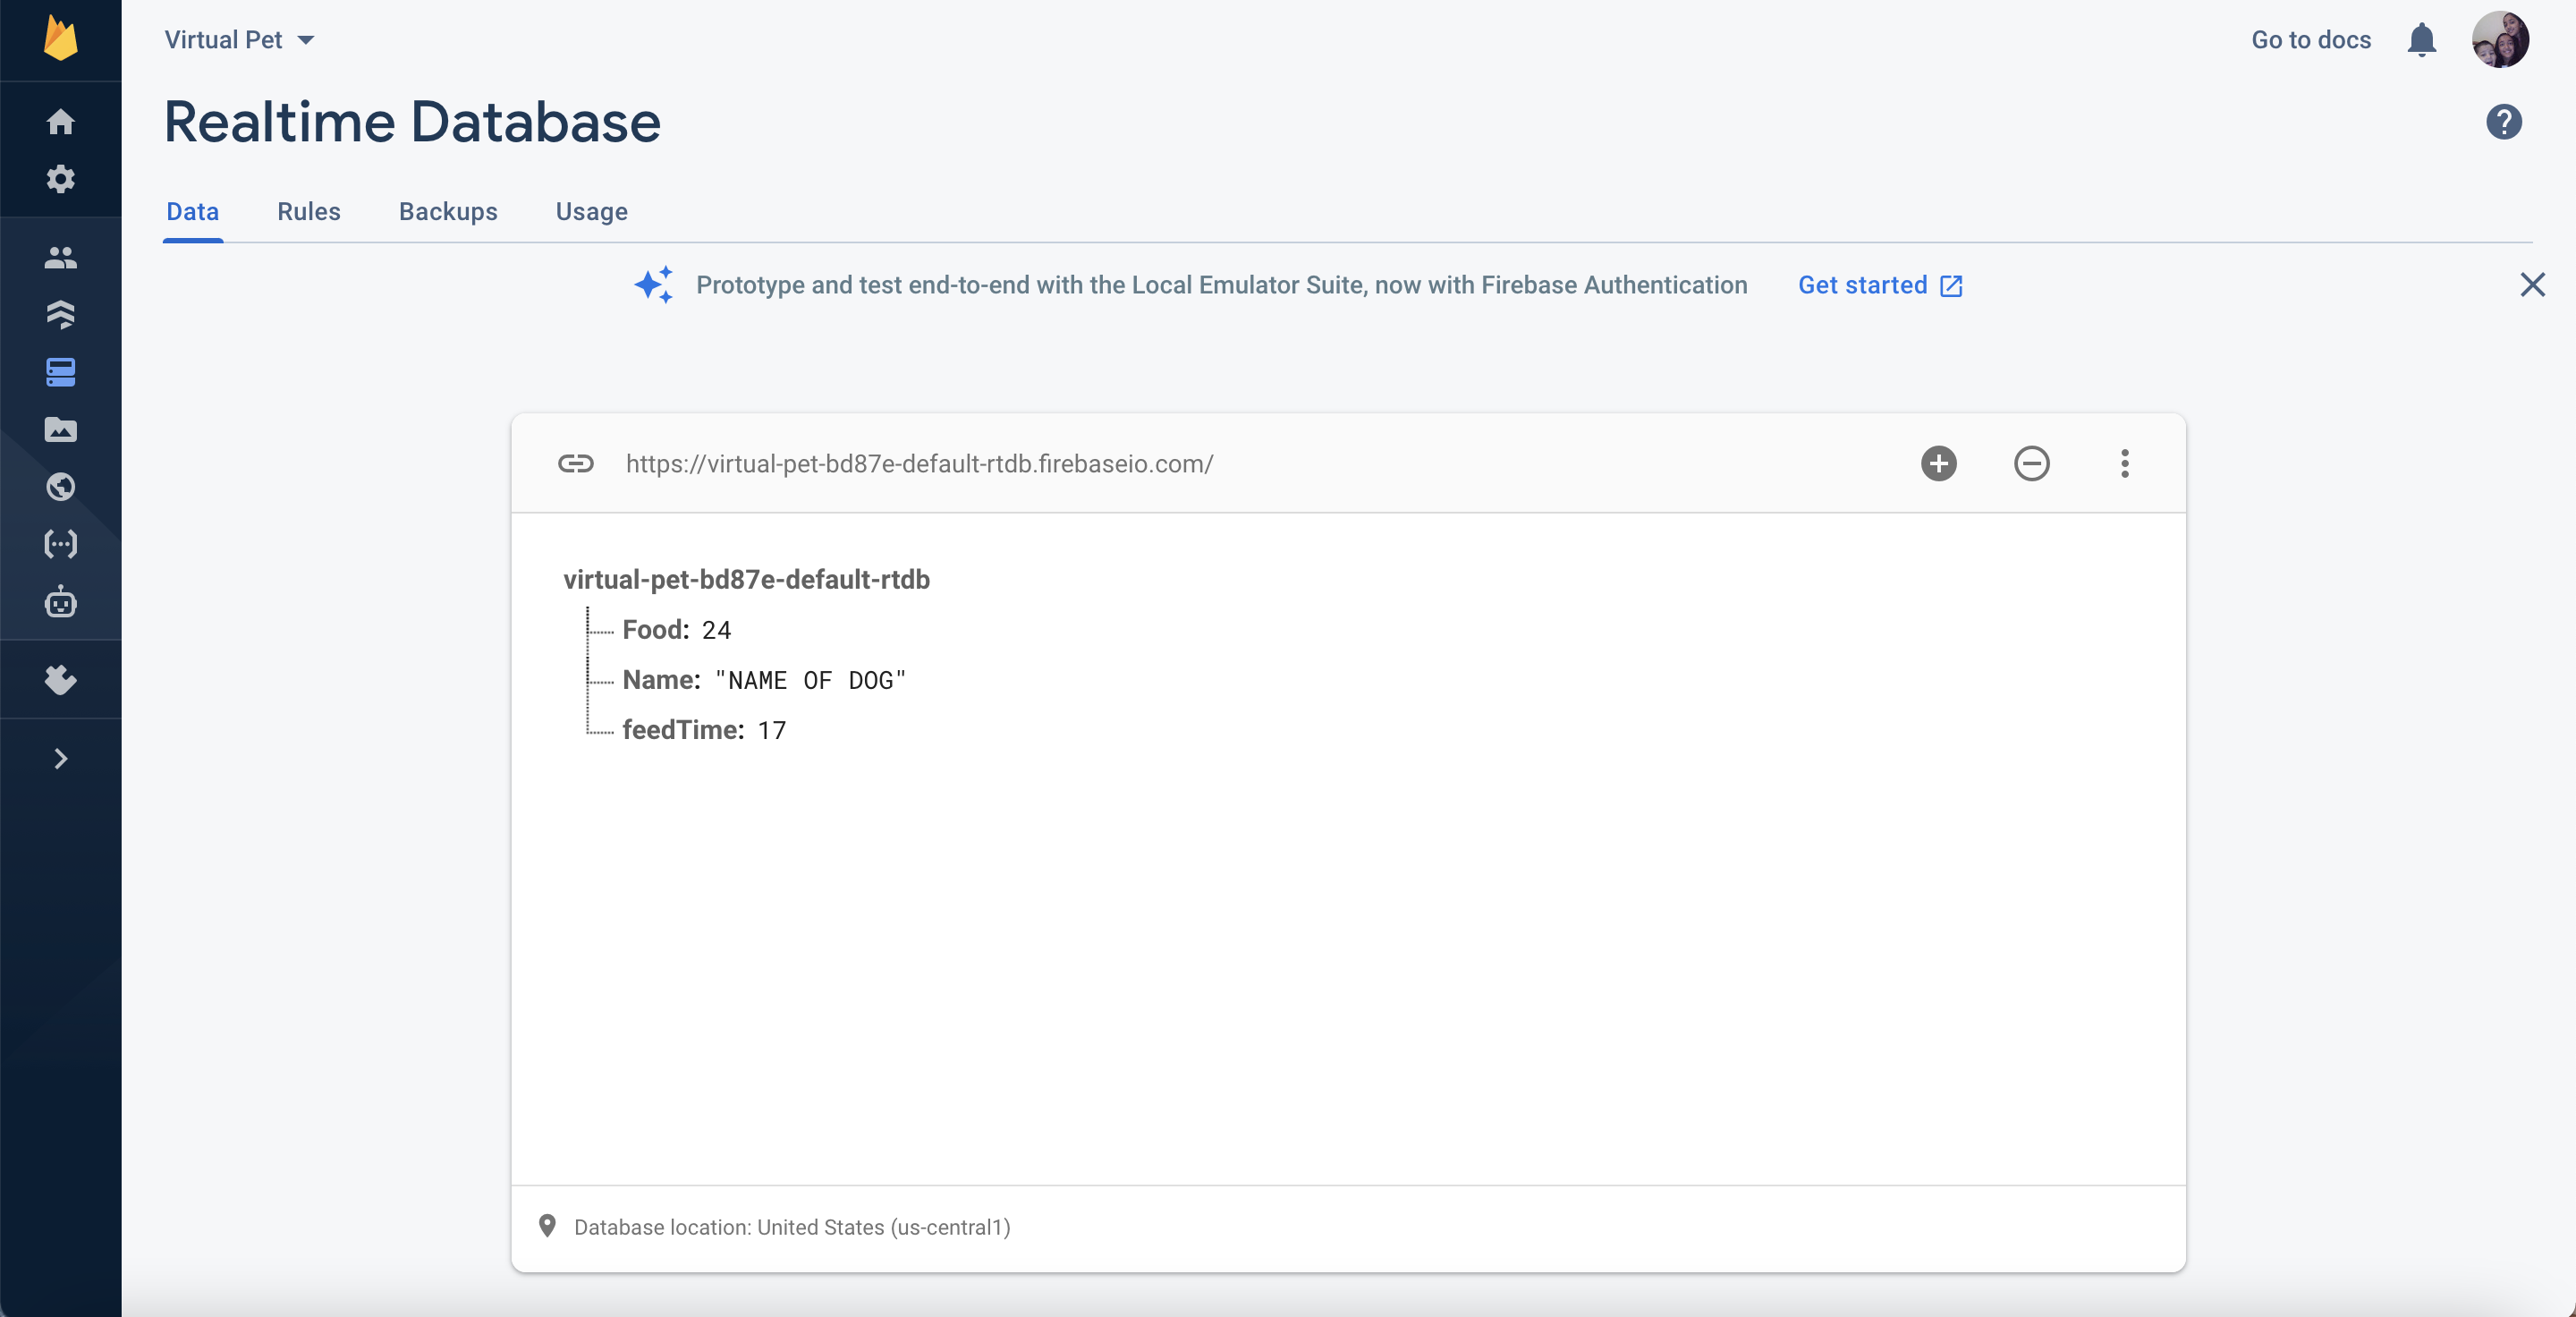 Virtual Pet
Go to docs
Realtime Database
?
Data Rules Backups Usage
Prototype and test end-to-end with the Local Emulator Suite, now with Firebase Authentication Get started
https://virtual-pet-bd87e-default-rtdb.firebaseio.com/
virtual-pet-bd87e-default-rtdb
Food: 24
Name: "NAME OF DOG"
feedTime: 17
Database location: United States (us-central1)